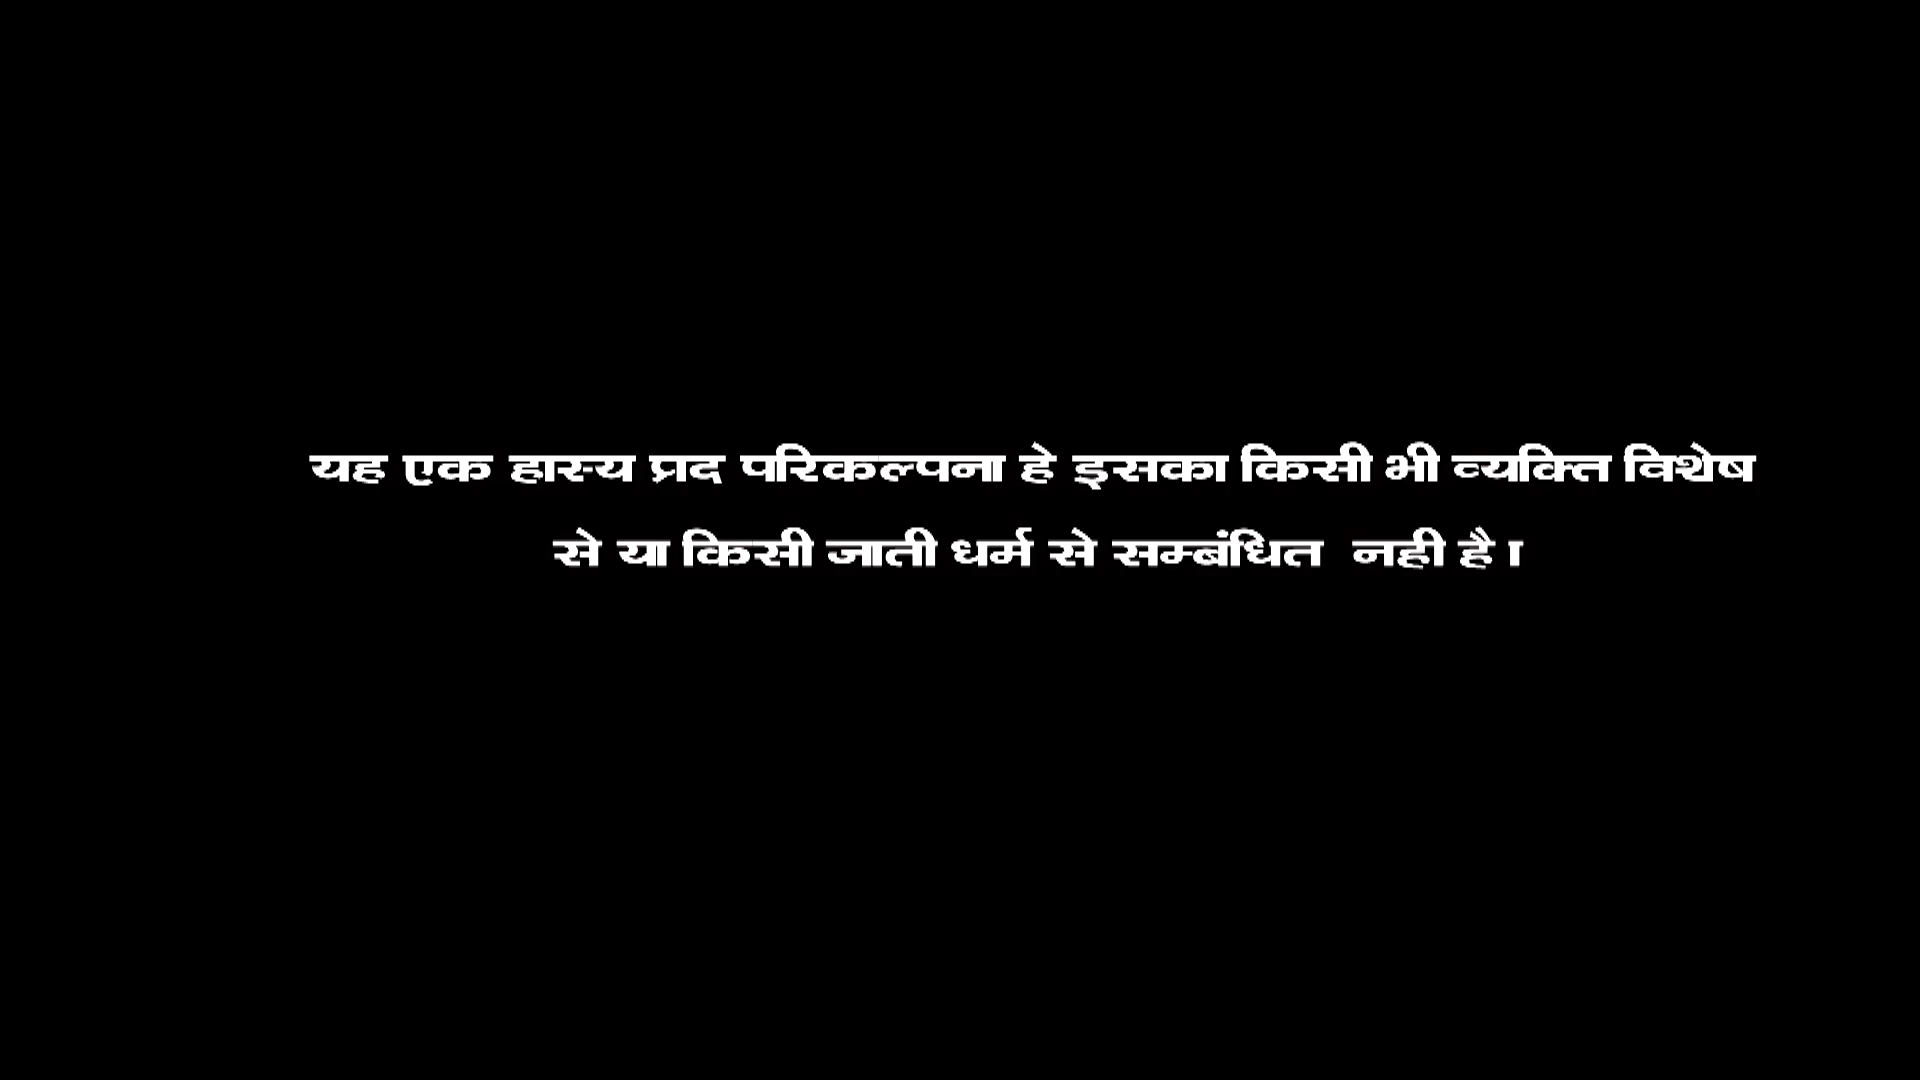 यह एक हास्य प्रद परिकल्पना हे इसका किसी भी व्यक्ति विशेष
से या किसी जाती धर्म से सम्बंधित नही है।